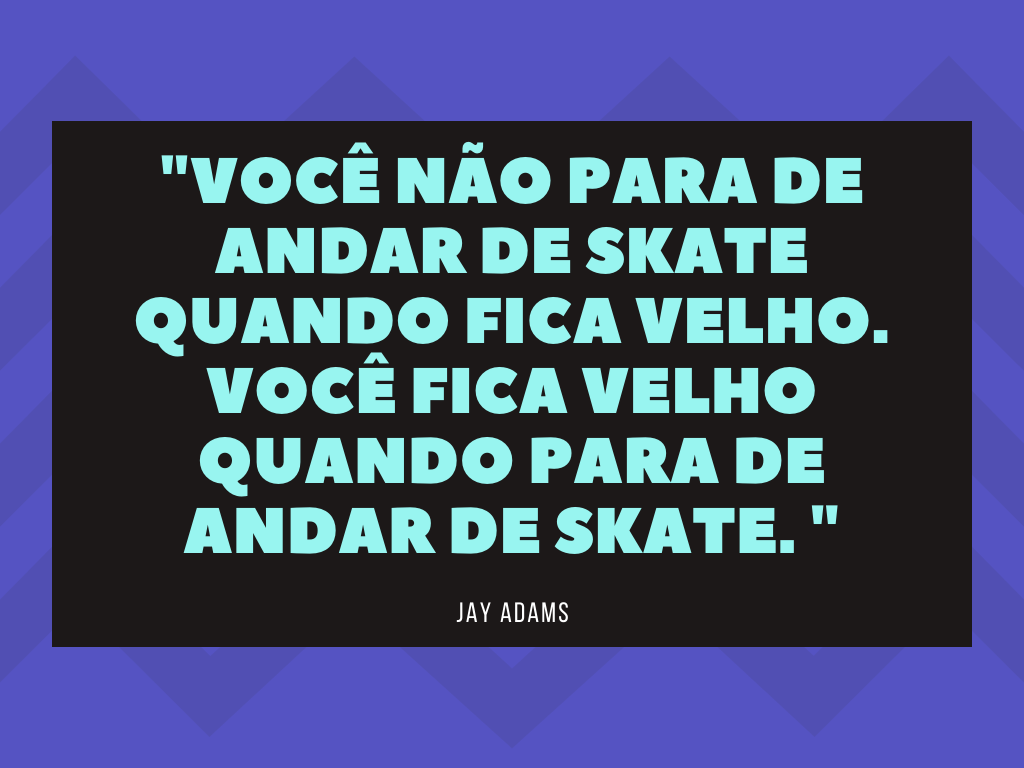 "VOCÊ NÃO PARA DE
ANDAR DE SKATE
QUANDO FICA VELHO.
VOCÊ FICA VELHO
QUANDO PARA DE
ANDAR DE SKATE. "
JAY ADAMS